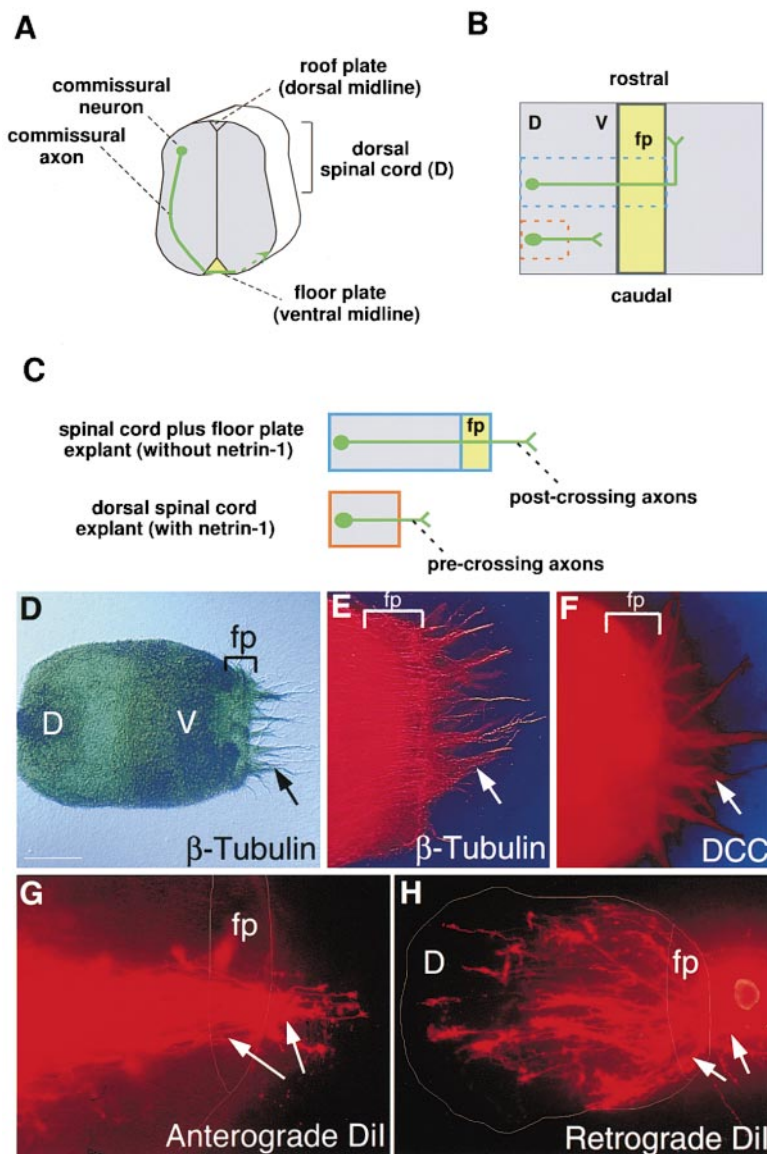 A
commissural
neuron
commissural
axon
roof plate
(dorsal midline)
dorsal
spinal cord (D)
floor plate
(ventral midline)
B
rostral
D
V
fp
caudal
C
spinal cord plus floor plate
explant (without netrin-1)
fp
post-crossing axons
dorsal spinal cord
explant (with netrin-1)
pre-crossing axons
D
fp
D
V
β-Tubulin
E
fp
β-Tubulin
F
fp
DCC
G
fp
Anterograde DiI
H
D
fp
Retrograde DiI